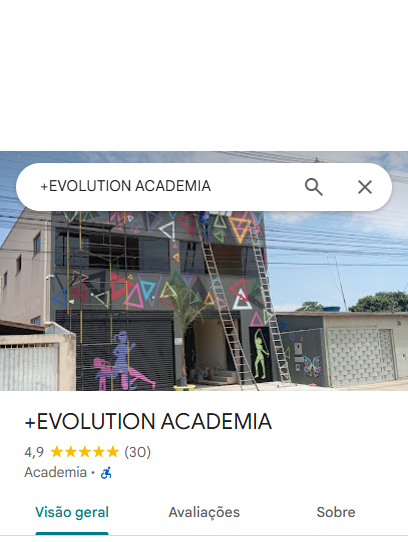 +EVOLUTION ACADEMIA
+EVOLUTION ACADEMIA
4,9 (30)
Academia •
Visão geral Avaliações Sobre